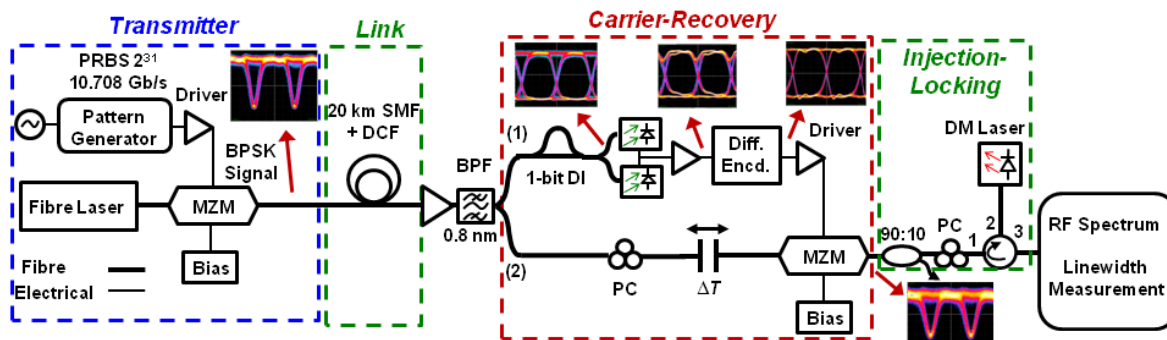 Transmitter
PRBS 2³¹
10.708 Gb/s
Driver
Pattern
Generator
BPSK
Signal
Fibre Laser
MZM
Bias
Fibre
Electrical
Link
20 km SMF
+ DCF
BPF
0.8 nm
Carrier-Recovery
(1)
1-bit DI
Diff.
Encd.
Driver
(2)
PC
ΔT
MZM
Bias
Injection-
Locking
DM Laser
90:10
PC
1
2
3
RF Spectrum
Linewidth
Measurement